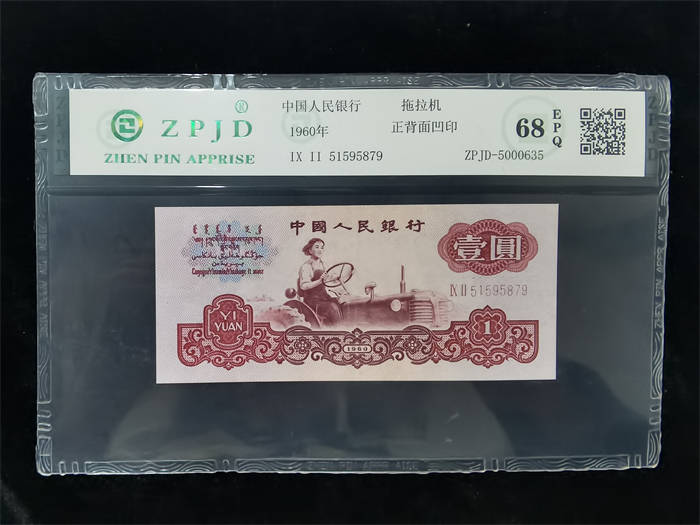 ZPJD
®
ZHEN PIN APPRISE
中国人民银行
拖拉机
1960年
正背面凹印
IX II 51595879
ZPJD-5000635
68
EPQ
中國人民銀行
壹圓
IX II 51595879
YI
YUAN
1960
1